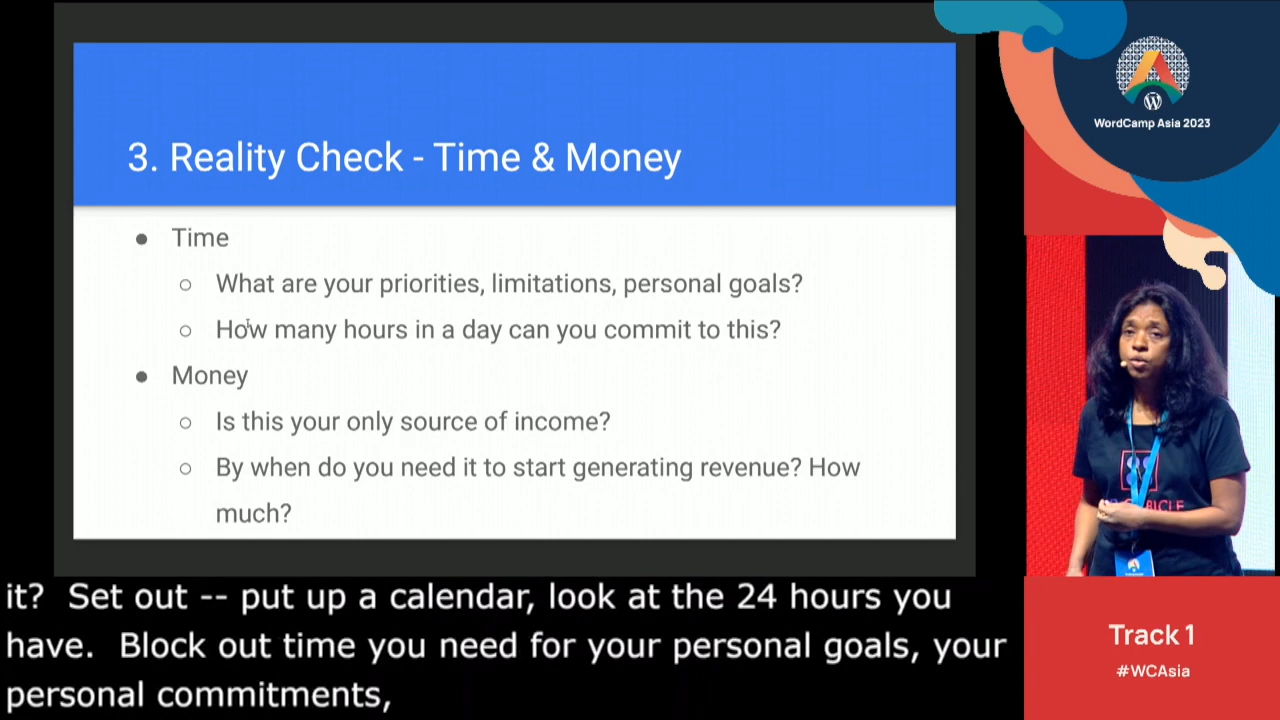 3. Reality Check - Time & Money
● Time
○ What are your priorities, limitations, personal goals?
○ How many hours in a day can you commit to this?
● Money
○ Is this your only source of income?
○ By when do you need it to start generating revenue? How
much?
it? Set out -- put up a calendar, look at the 24 hours you
have. Block out time you need for your personal goals, your
personal commitments,
WordCamp Asia 2023
Track 1
#WCAsia